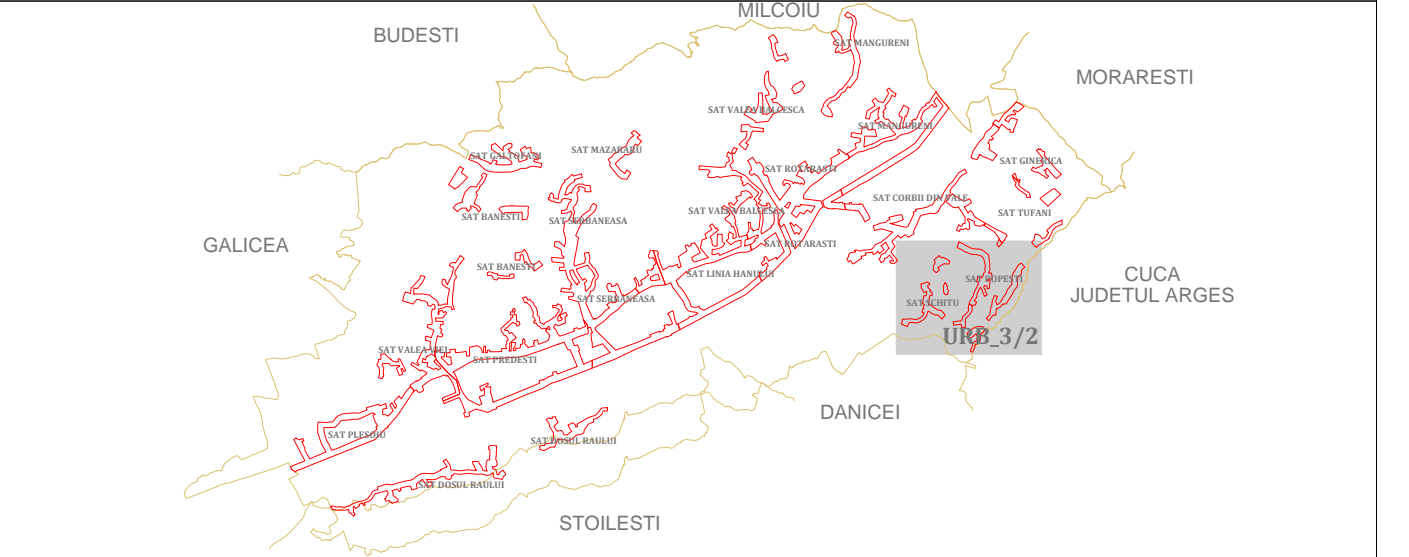 MILCOIU
BUDESTI
SAT MANGURENI
MORARESTI
SAT VALEA BALCESCA
SAT MANGURENI
SAT MAZARARU
SAT GALTOFANI
SAT GINERICA
SAT ROTARASTI
SAT CORBII DIN VALE
SAT VALEA BALCESCA
SAT TUFANI
SAT BANESTI
SAT SERBANEASA
GALICEA
SAT ROTARASTI
SAT BANESTI
SAT LINIA HANULUI
CUCA
JUDETUL ARGES
SAT POPESTI
SAT SERBANEASA
SAT SCHITU
URB_3/2
SAT VALEA VIEI
SAT PREDESTI
DANICEI
SAT PLESOIU
SAT DOSUL RAULUI
SAT DOSUL RAULUI
STOILESTI